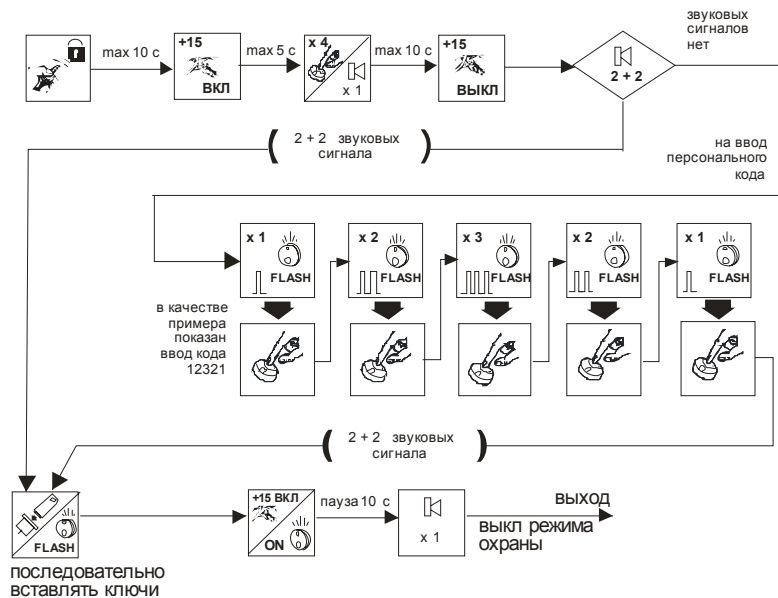 звуковых
сигналов
нет
max 10 с
+15
ВКЛ
max 5 с
x 4
x 1
max 10 с
+15
ВЫКЛ
2 + 2
( 2 + 2 звуковых )
сигнала
на ввод
персонального
кода
x 1
FLASH
x 2
FLASH
x 3
FLASH
x 2
FLASH
x 1
FLASH
в качестве
примера
показан
ввод кода
12321
( 2 + 2 звуковых )
сигнала
FLASH
+15 ВКЛ
ON
пауза 10 с
x 1
выход
выкл режима
охраны
последовательно
вставлять ключи